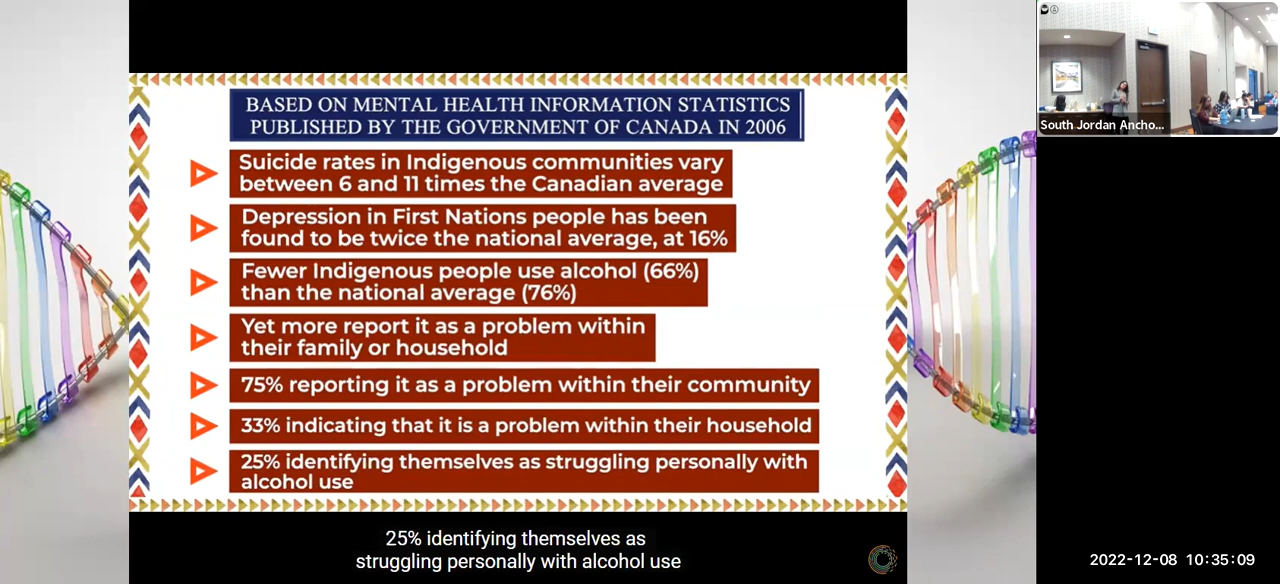 BASED ON MENTAL HEALTH INFORMATION STATISTICS
PUBLISHED BY THE GOVERNMENT OF CANADA IN 2006
Suicide rates in Indigenous communities vary
between 6 and 11 times the Canadian average
Depression in First Nations people has been
found to be twice the national average, at 16%
Fewer Indigenous people use alcohol (66%)
than the national average (76%)
Yet more report it as a problem within
their family or household
75% reporting it as a problem within their community
33% indicating that it is a problem within their household
25% identifying themselves as struggling personally with
alcohol use
25% identifying themselves as
struggling personally with alcohol use
South Jordan Ancho...
2022-12-08 10:35:09